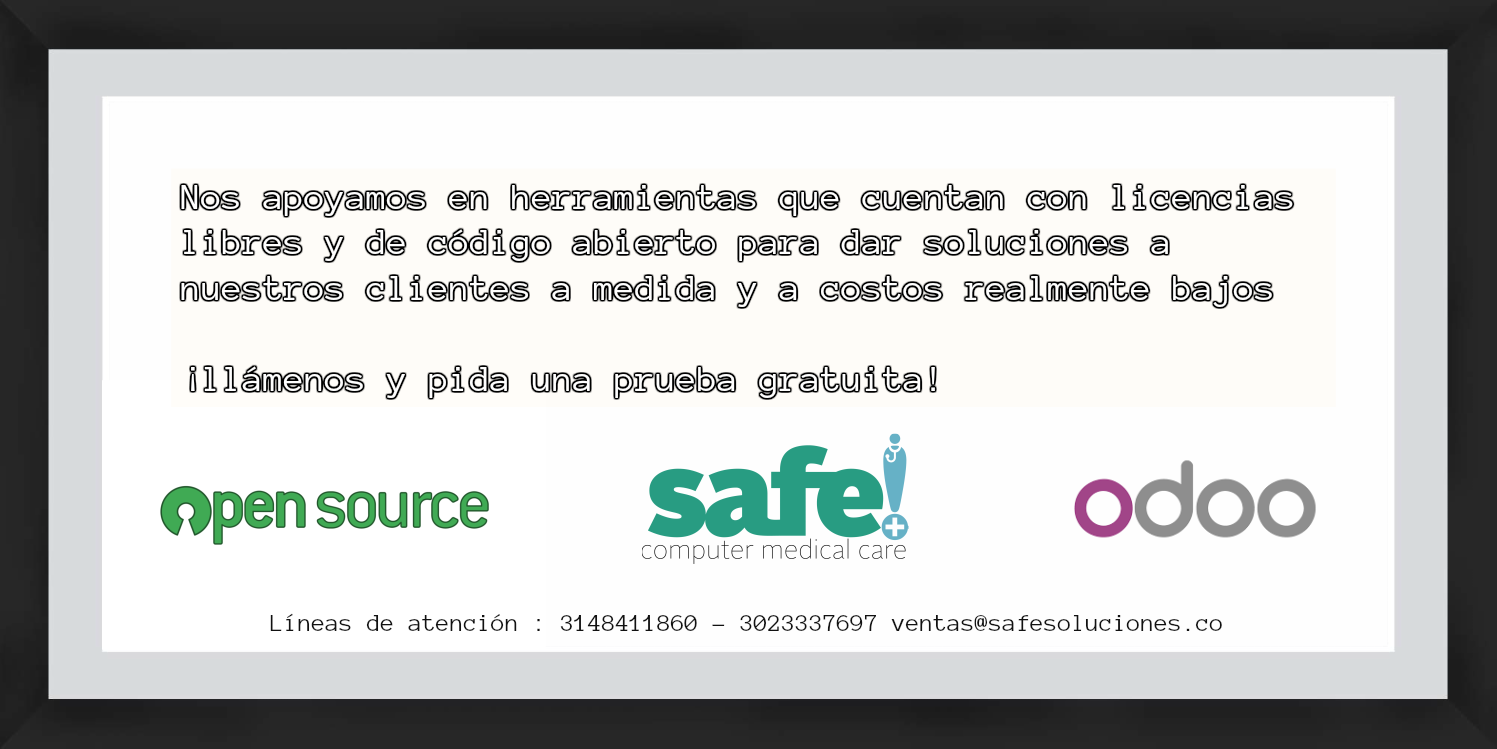 Nos apoyamos en herramientas que cuentan con licencias
libres y de código abierto para dar soluciones a
nuestros clientes a medida y a costos realmente bajos
¡llámenos y pida una prueba gratuita!
open source
safe!
computer medical care
odoo
Líneas de atención : 3148411860 – 3023337697 ventas@safesoluciones.co